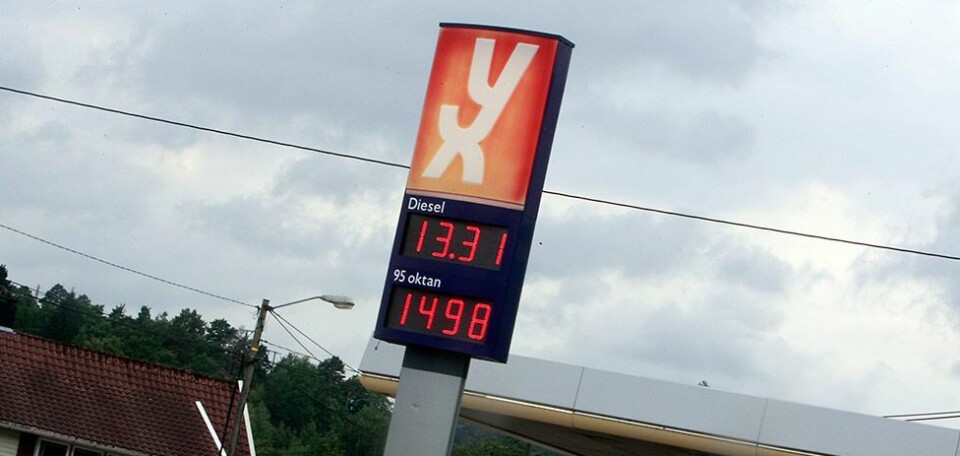 YX
Diesel
13.31
95 oktan
1498